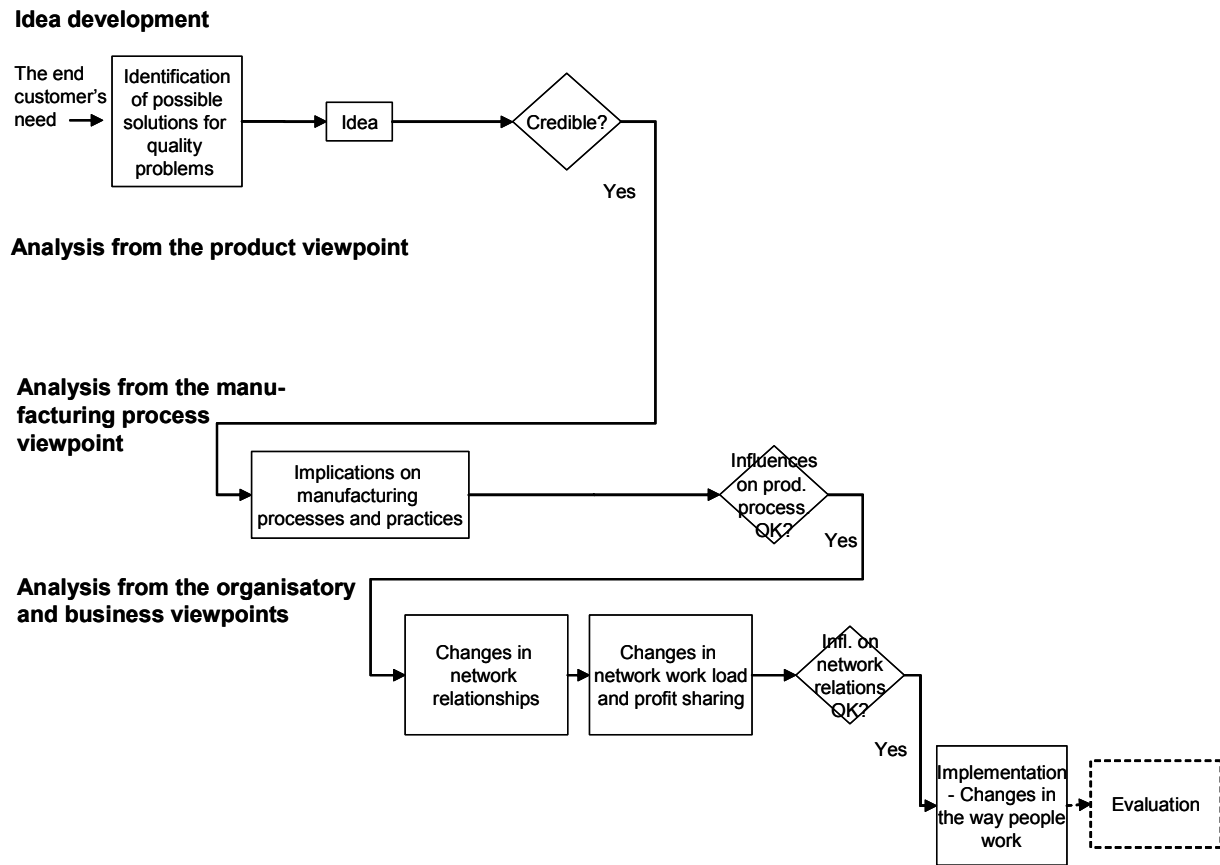 Idea development
The end
customer's
need
Identification
of possible
solutions for
quality
problems
Idea
Credible?
Yes
Analysis from the product viewpoint
Analysis from the manu-
facturing process
viewpoint
Implications on
manufacturing
processes and practices
Influences
on prod.
process.
OK?
Yes
Analysis from the organisatory
and business viewpoints
Changes in
network
relationships
Changes in
network work load
and profit sharing
Infl. on
network
relations
OK?
Yes
Implementation
- Changes in
the way people
work
Evaluation